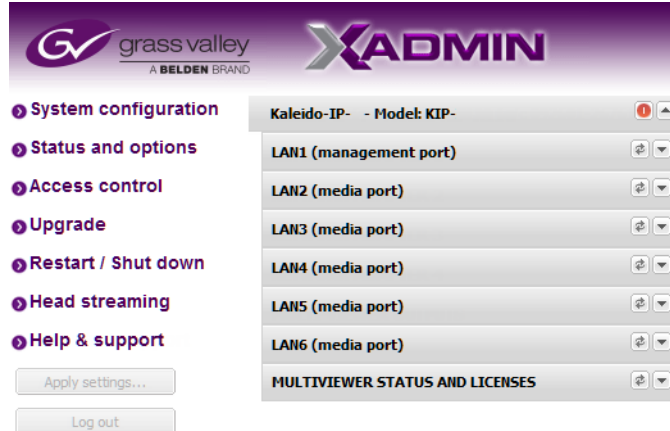 GV grass valley
A BELDEN BRAND
XADMIN
System configuration
Status and options
Access control
Upgrade
Restart / Shut down
Head streaming
Help & support
Apply settings...
Log out
Kaleido-IP- - Model: KIP-
LAN1 (management port)
LAN2 (media port)
LAN3 (media port)
LAN4 (media port)
LAN5 (media port)
LAN6 (media port)
MULTIVIEWER STATUS AND LICENSES